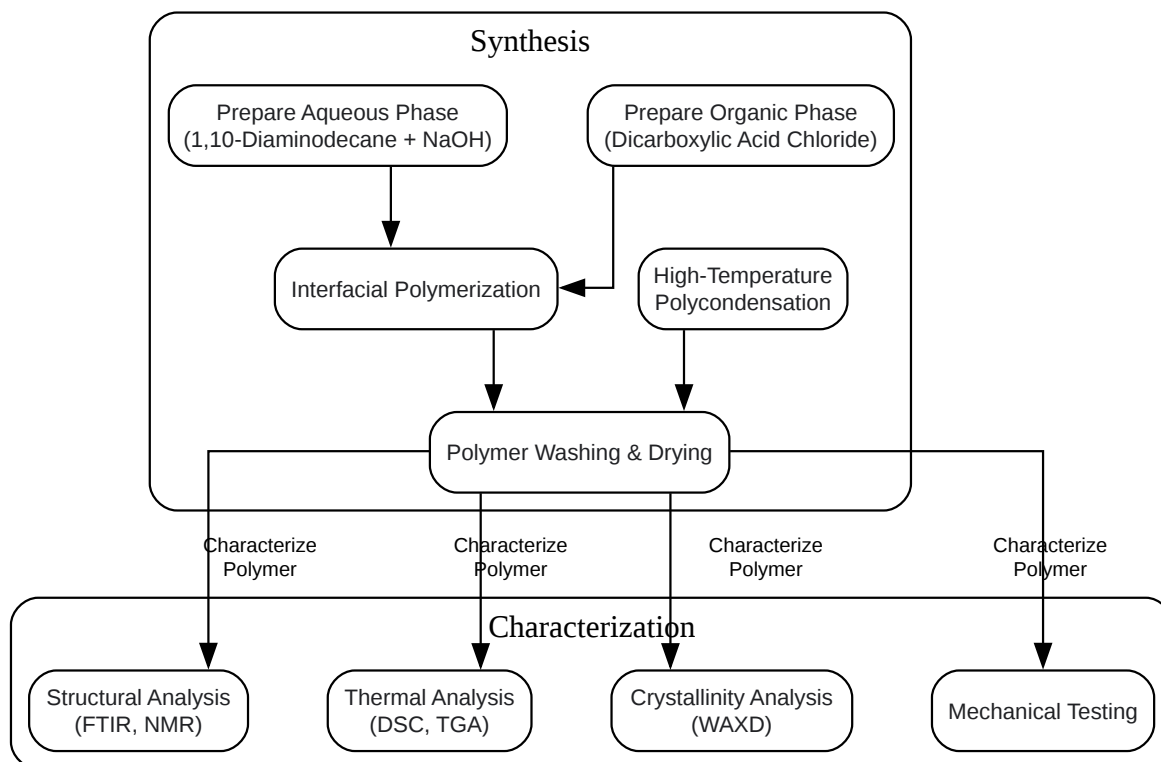 Synthesis
Prepare Aqueous Phase
(1,10-Diaminodecane + NaOH)
Prepare Organic Phase
(Dicarboxylic Acid Chloride)
Interfacial Polymerization
High-Temperature
Polycondensation
Polymer Washing & Drying
Characterize
Polymer
Characterize
Polymer
Characterize
Polymer
Characterize
Polymer
Characterization
Structural Analysis
(FTIR, NMR)
Thermal Analysis
(DSC, TGA)
Crystallinity Analysis
(WAXD)
Mechanical Testing